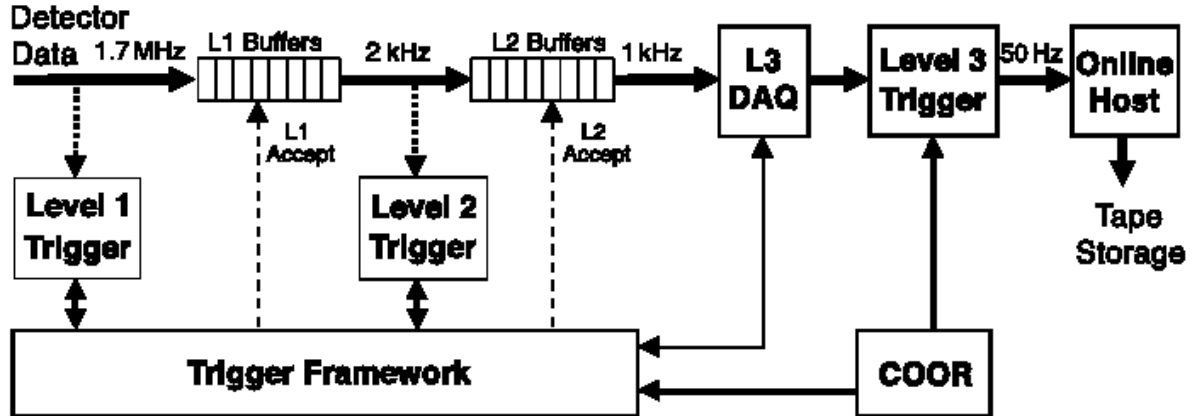 Detector
Data
1.7 MHz
L1 Buffers
2 kHz
L2 Buffers
1 kHz
L3
DAQ
Level 3
Trigger
50 Hz
Online
Host
L1
Accept
L2
Accept
Level 1
Trigger
Level 2
Trigger
Tape
Storage
Trigger Framework
COOR